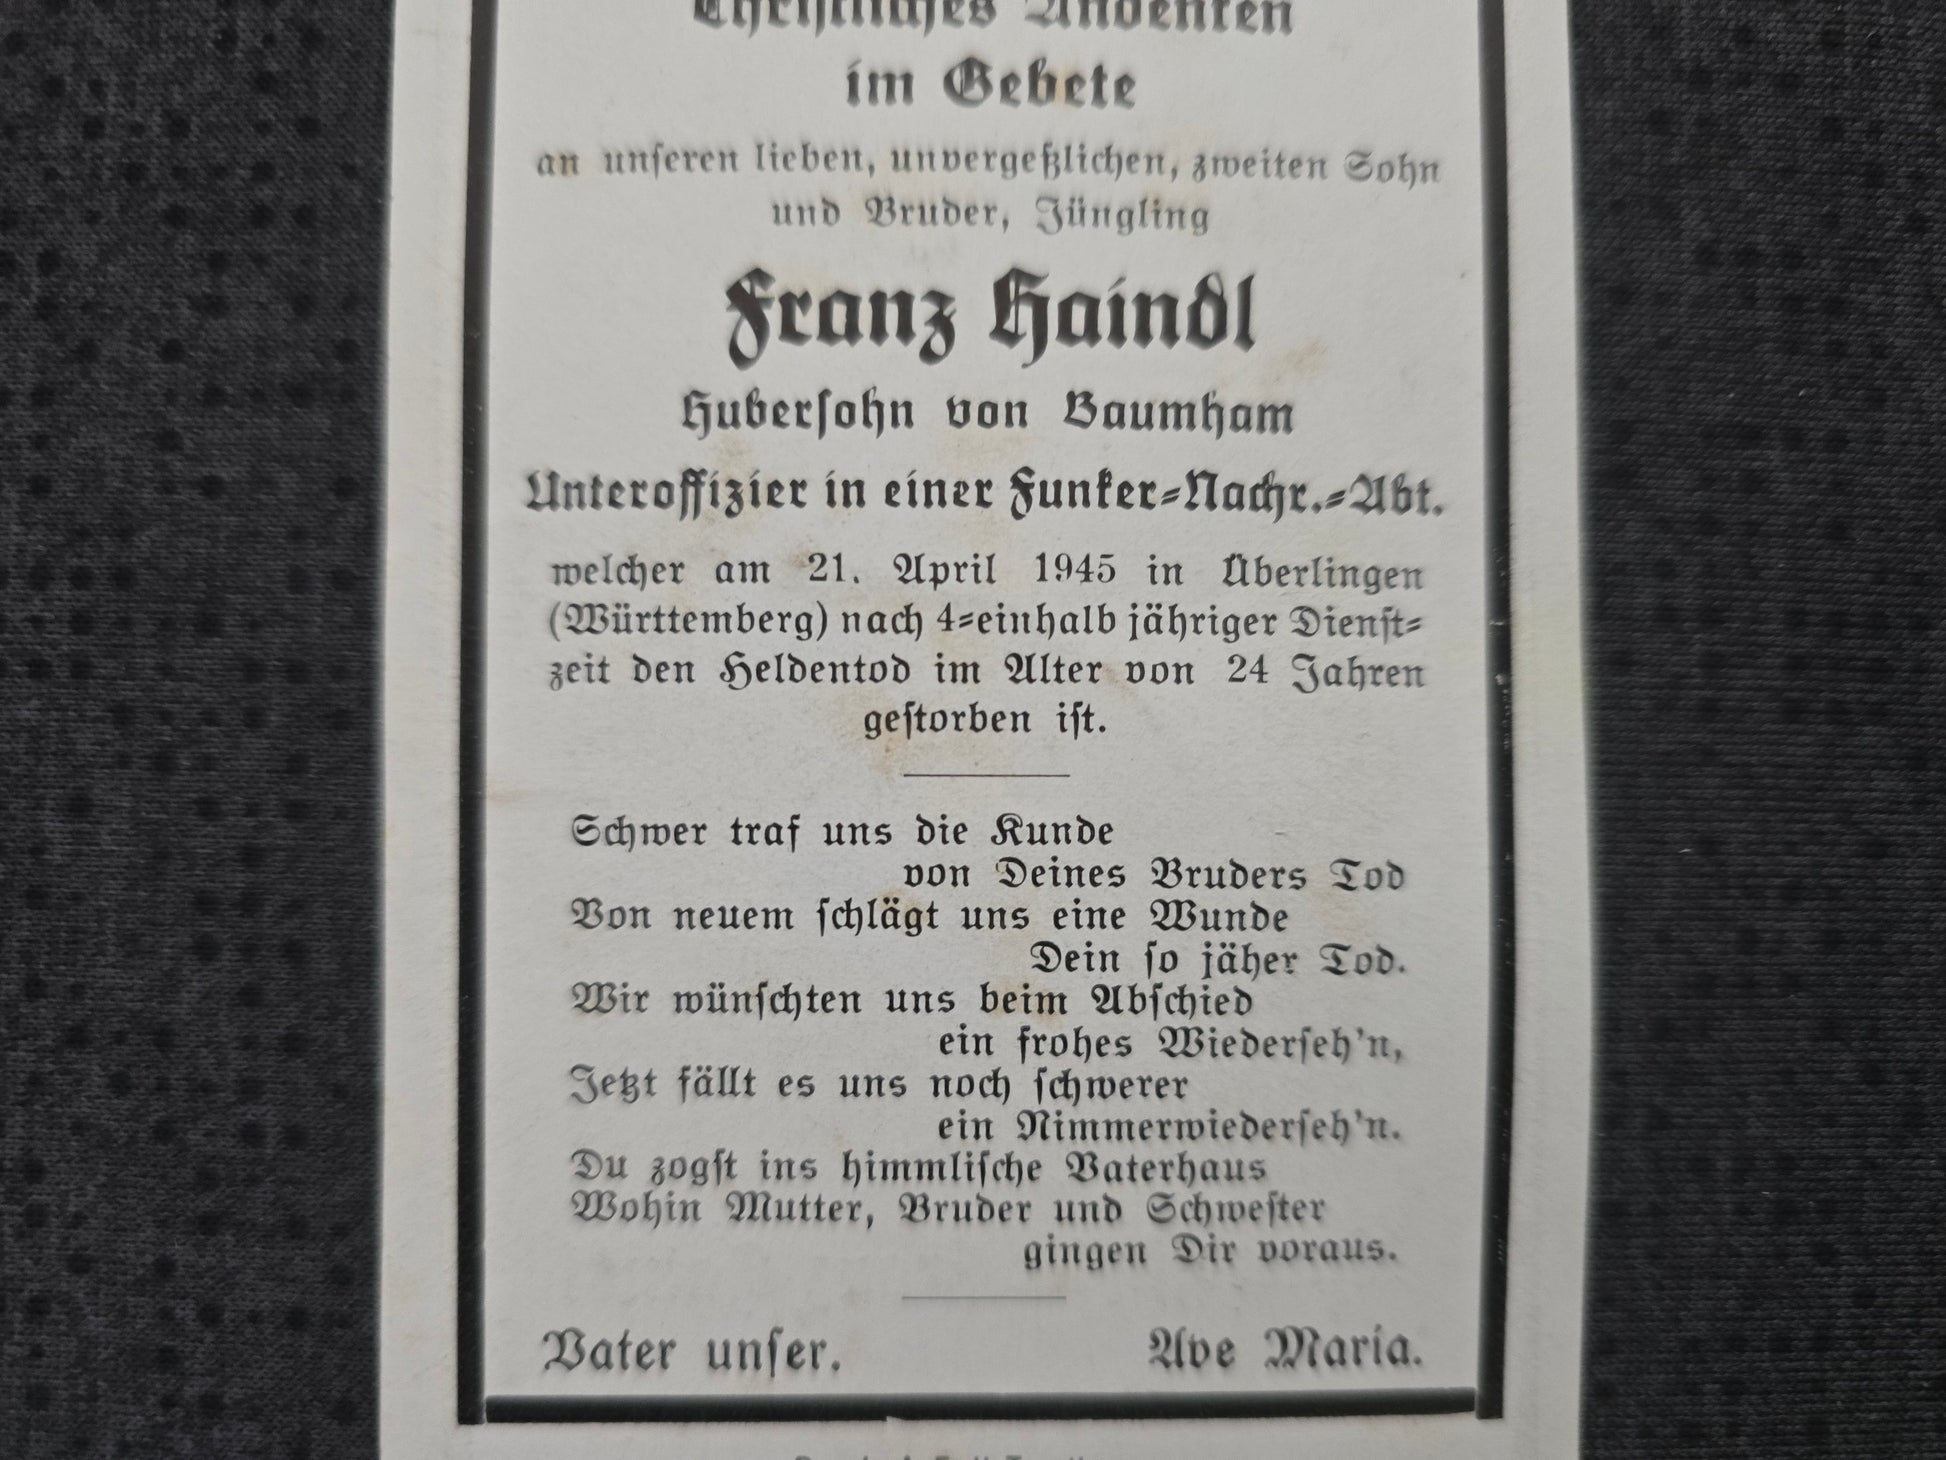 Christliches Andenken
im Gebete
an unſeren lieben, unvergeßlichen, zweiten Sohn
und Bruder, Jüngling
Franz Haindl
Huberſohn von Baumham
Unteroffizier in einer Funker-Nachr.-Abt.
welcher am 21. April 1945 in Überlingen
(Württemberg) nach 4-einhalb jähriger Dienſt-
zeit den Heldentod im Alter von 24 Jahren
geſtorben iſt.
Schwer traf uns die Kunde
von Deines Bruders Tod
Von neuem ſchlägt uns eine Wunde
Dein ſo jäher Tod.
Wir wünſchten uns beim Abſchied
ein frohes Wiederſeh'n,
Jetzt fällt es uns noch ſchwerer
ein Nimmerwiederſeh'n.
Du zogſt ins himmliſche Vaterhaus
Wohin Mutter, Bruder und Schweſter
gingen Dir voraus.
Vater unſer. Ave Maria.